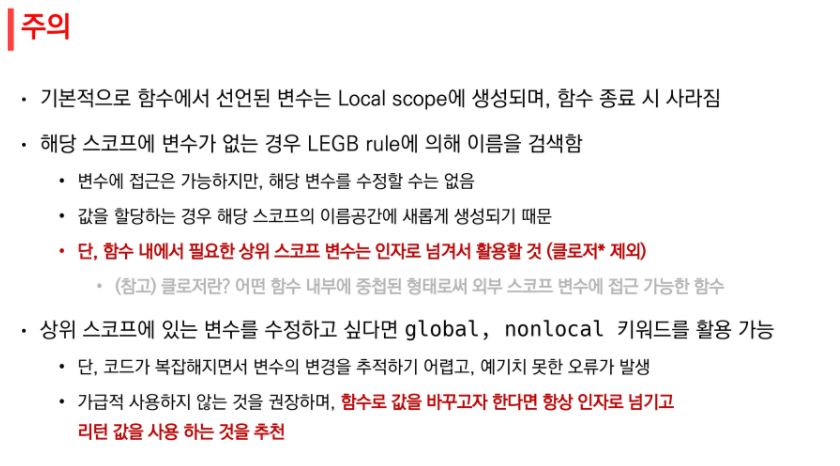 주의
• 기본적으로 함수에서 선언된 변수는 Local scope에 생성되며, 함수 종료 시 사라짐
• 해당 스코프에 변수가 없는 경우 LEGB rule에 의해 이름을 검색함
• 변수에 접근은 가능하지만, 해당 변수를 수정할 수는 없음
• 값을 할당하는 경우 해당 스코프의 이름공간에 새롭게 생성되기 때문
• 단, 함수 내에서 필요한 상위 스코프 변수는 인자로 넘겨서 활용할 것 (클로저* 제외)
• (참고) 클로저란? 어떤 함수 내부에 중첩된 형태로써 외부 스코프 변수에 접근 가능한 함수
• 상위 스코프에 있는 변수를 수정하고 싶다면 global, nonlocal 키워드를 활용 가능
• 단, 코드가 복잡해지면서 변수의 변경을 추적하기 어렵고, 예기치 못한 오류가 발생
• 가급적 사용하지 않는 것을 권장하며, 함수로 값을 바꾸고자 한다면 항상 인자로 넘기고
리턴 값을 사용 하는 것을 추천